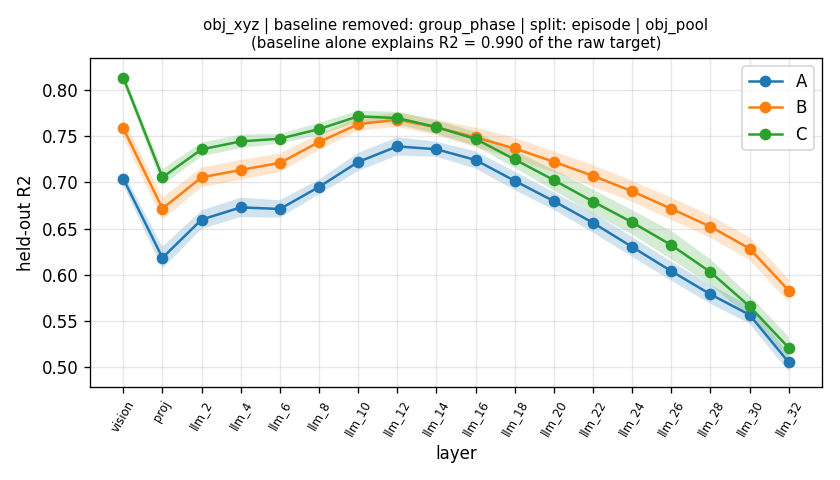 obj_xyz | baseline removed: group_phase | split: episode | obj_pool
(baseline alone explains R2 = 0.990 of the raw target)
A
B
C
held-out R2
0.80
0.75
0.70
0.65
0.60
0.55
0.50
vision
proj
llm_2
llm_4
llm_6
llm_8
llm_10
llm_12
llm_14
llm_16
llm_18
llm_20
llm_22
llm_24
llm_26
llm_28
llm_30
llm_32
layer